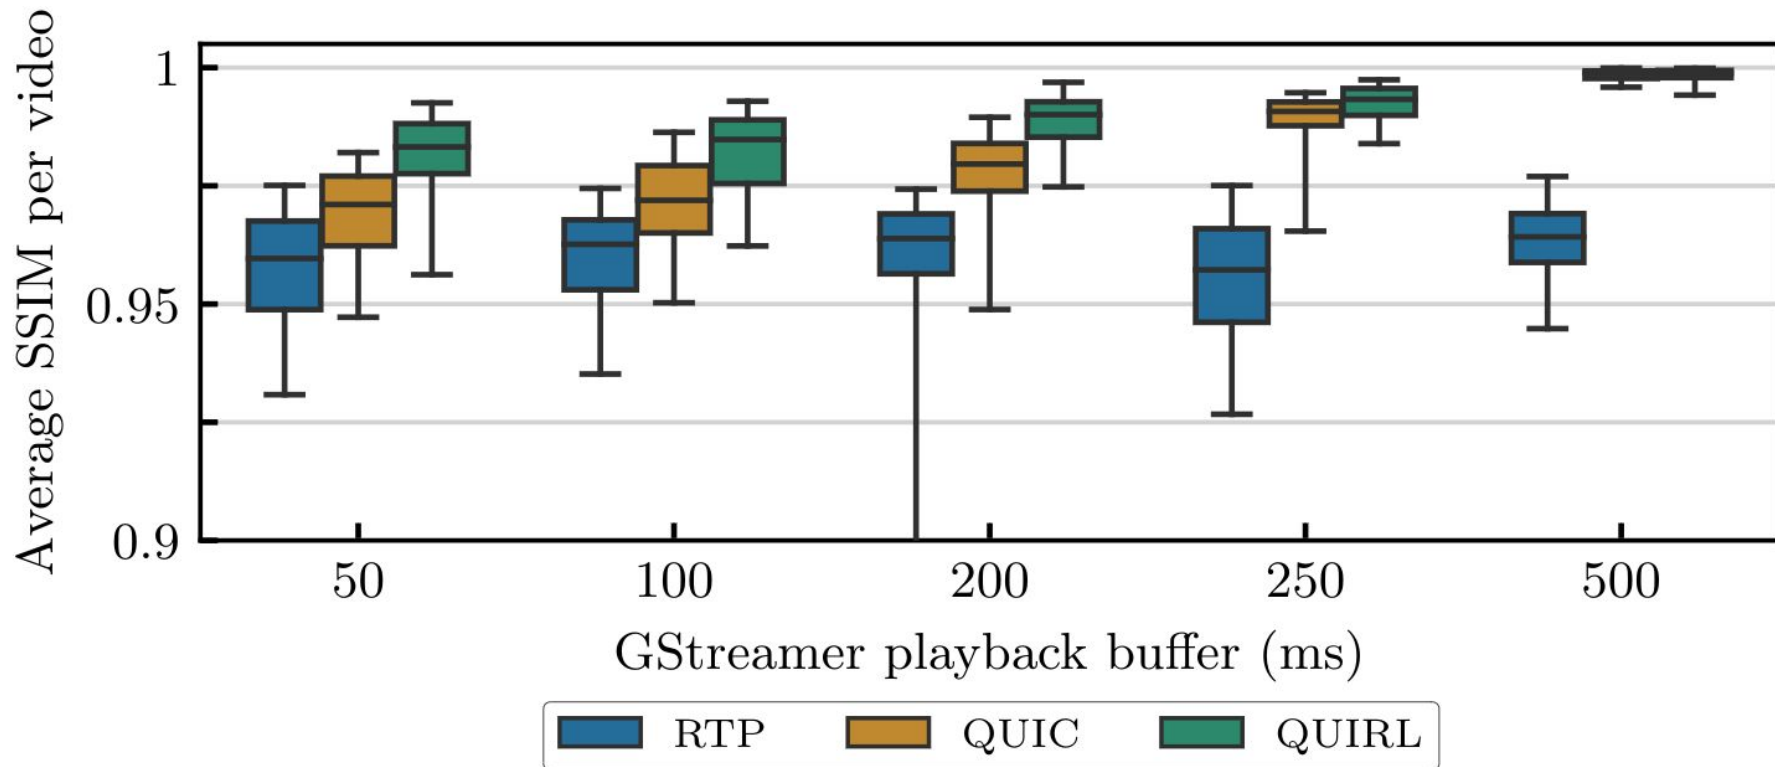 Average SSIM per video
1
0.95
0.9
50 100 200 250 500
GStreamer playback buffer (ms)
RTP QUIC QUIRL